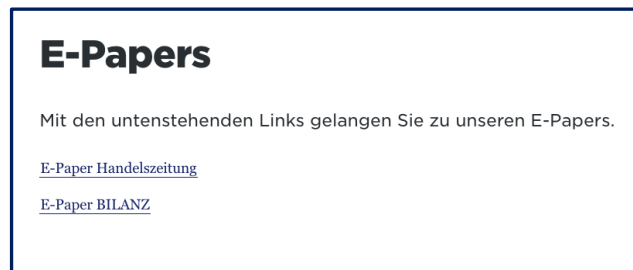 E-Papers
Mit den untenstehenden Links gelangen Sie zu unseren E-Papers.
E-Paper Handelszeitung
E-Paper BILANZ